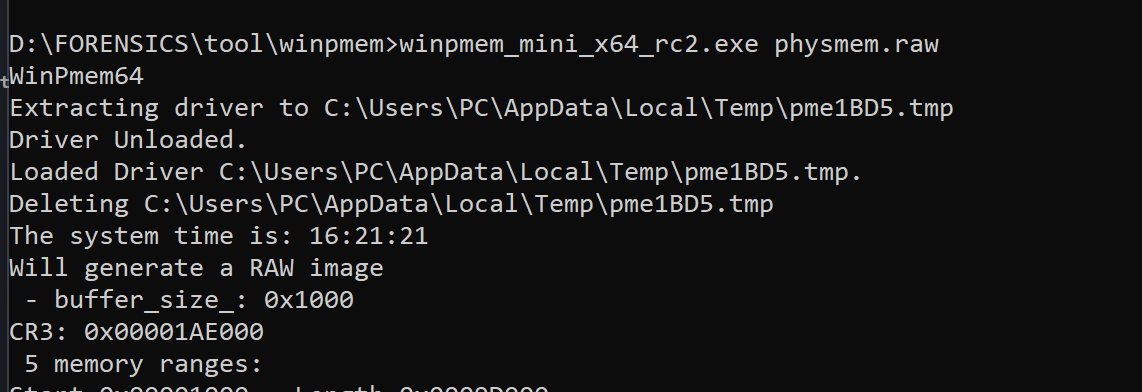 D:\FORENSICS\tool\winpmem>winpmem_mini_x64_rc2.exe physmem.raw
WinPmem64
Extracting driver to C:\Users\PC\AppData\Local\Temp\pme1BD5.tmp
Driver Unloaded.
Loaded Driver C:\Users\PC\AppData\Local\Temp\pme1BD5.tmp.
Deleting C:\Users\PC\AppData\Local\Temp\pme1BD5.tmp
The system time is: 16:21:21
Will generate a RAW image
 - buffer_size_: 0x1000
CR3: 0x00001AE000
 5 memory ranges: